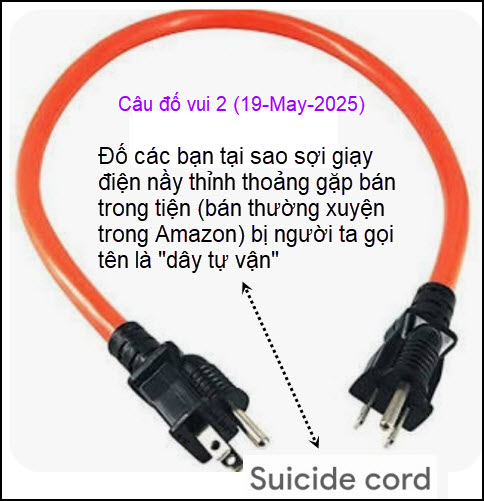 Câu đố vui 2 (19-May-2025)
Đố các bạn tại sao sợi giạy
điện nầy thỉnh thoảng gặp bán
trong tiện (bán thường xuyện
trong Amazon) bị người ta gọi
tên là "dây tự vận"
Suicide cord